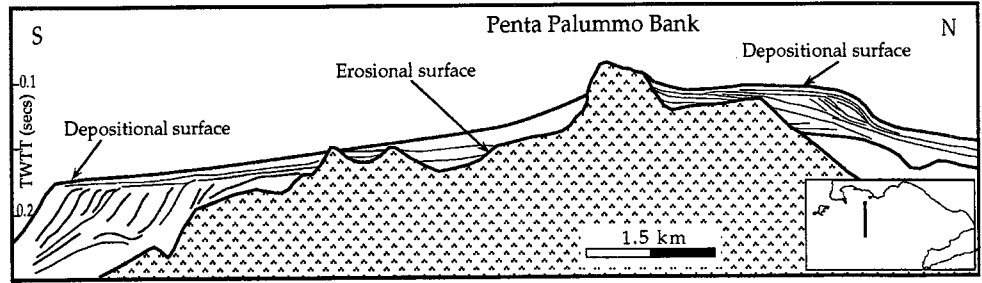 S
Penta Palummo Bank
N
Depositional surface
0.1
Erosional surface
Depositional surface
TWTT (secs)
0.2
1.5 km